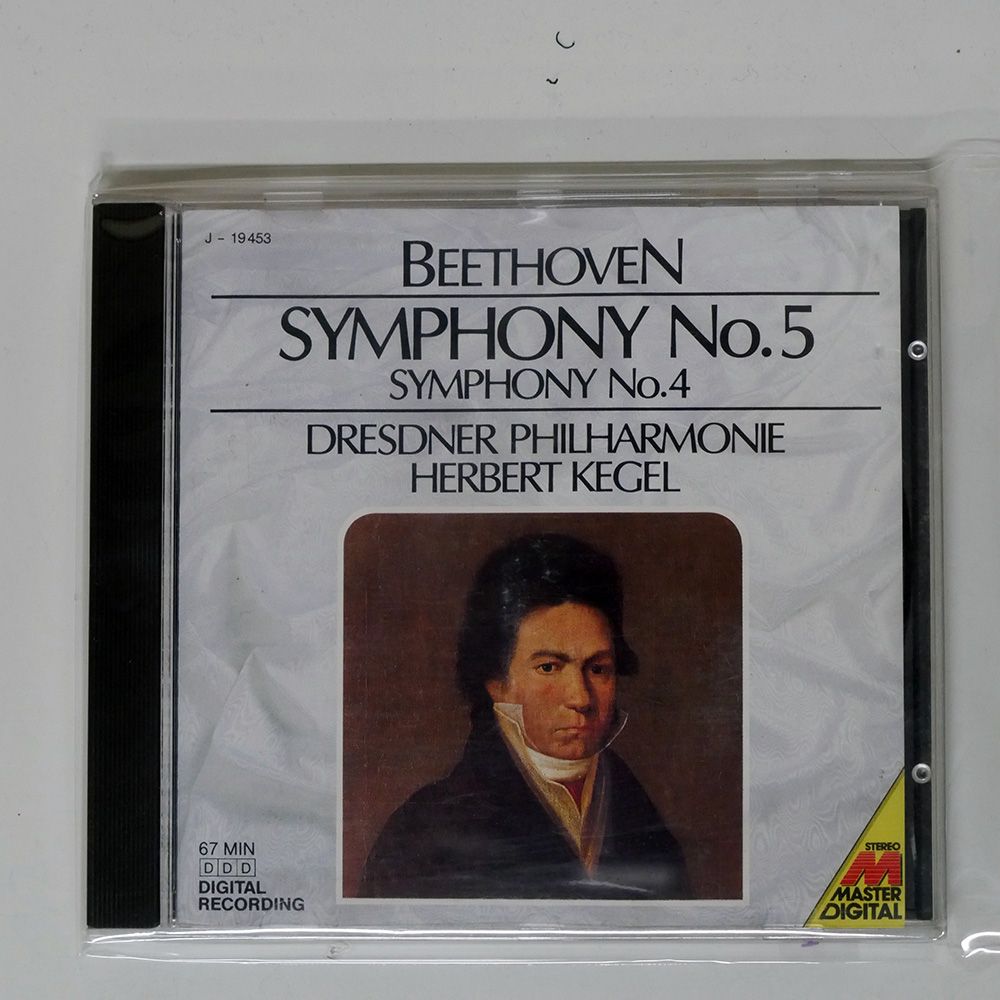 J - 19453
BEETHOVEN
SYMPHONY No.5
SYMPHONY No.4
DRESDNER PHILHARMONIE
HERBERT KEGEL
67 MIN
DDD
DIGITAL
RECORDING
STEREO
M
MASTER
DIGITAL